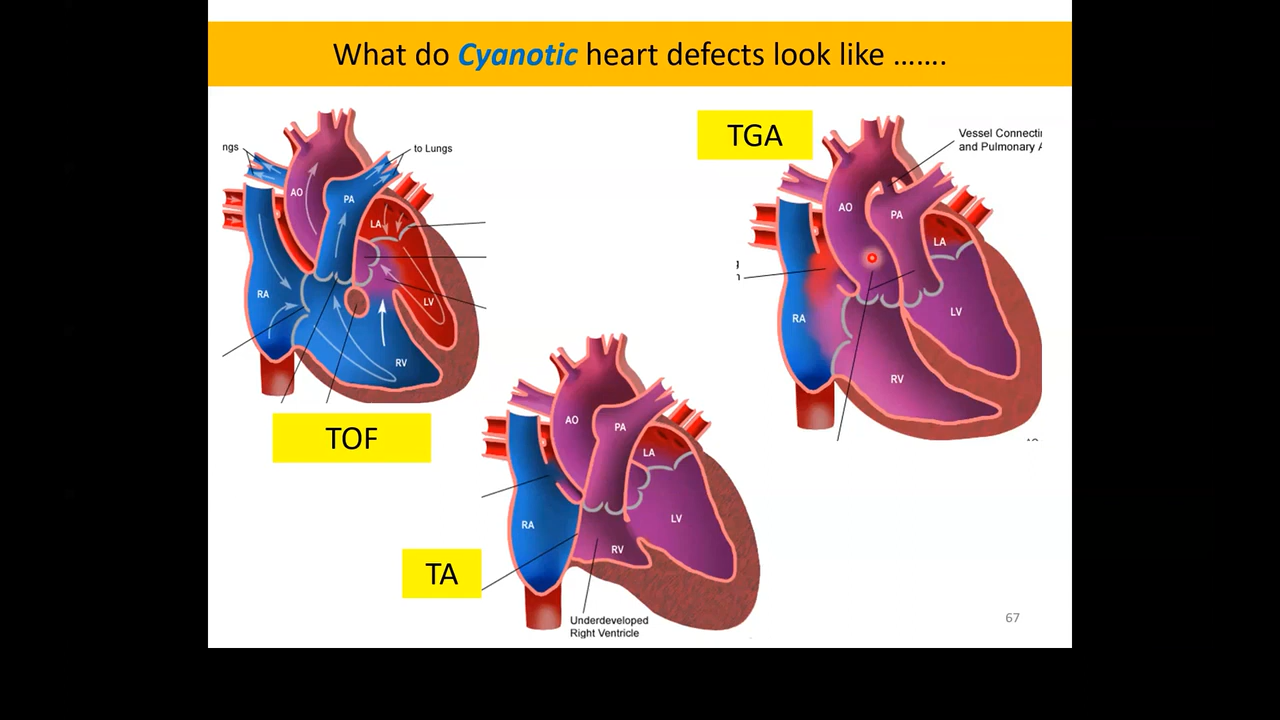 What do Cyanotic heart defects look like .......
ngs
to Lungs
AO
PA
LA
RA
LV
RV
TOF
TGA
Vessel Connecti
and Pulmonary A
AO
PA
LA
LV
RA
RV
AO
PA
LA
RA
LV
RV
TA
Underdeveloped
Right Ventricle
67